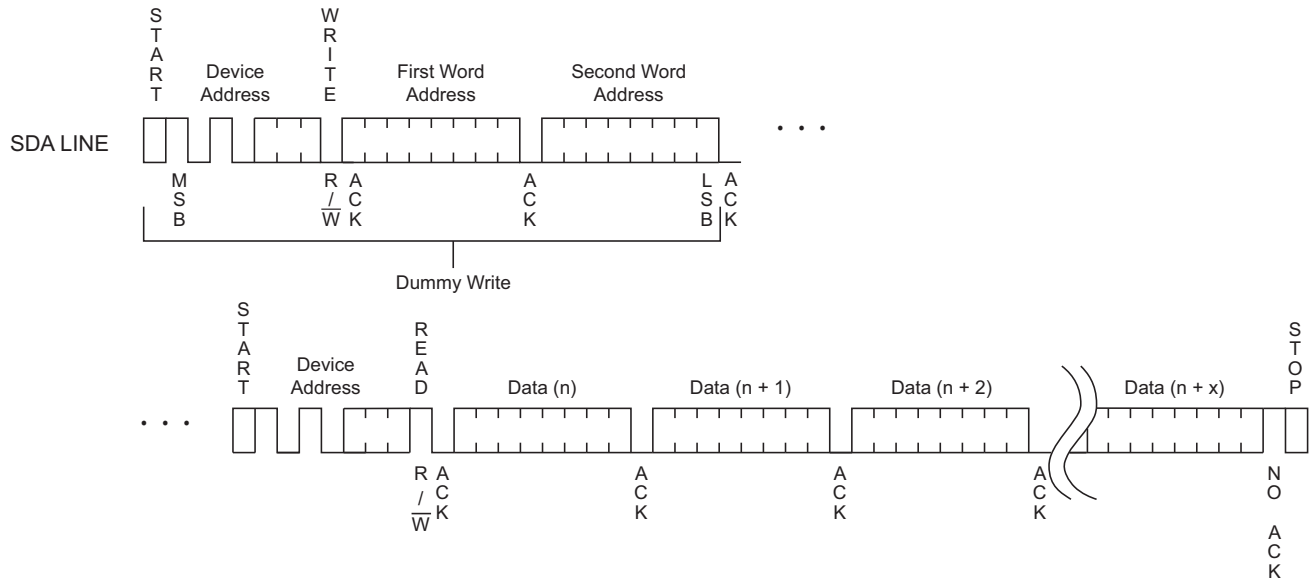 START
WRITE
Device
Address
First Word
Address
Second Word
Address
SDA LINE
. . .
MSB
R/W
ACK
ACK
LSB
ACK
Dummy Write
START
READ
STOP
Device
Address
Data (n)
Data (n + 1)
Data (n + 2)
Data (n + x)
. . .
R/W
ACK
ACK
ACK
ACK
NO ACK